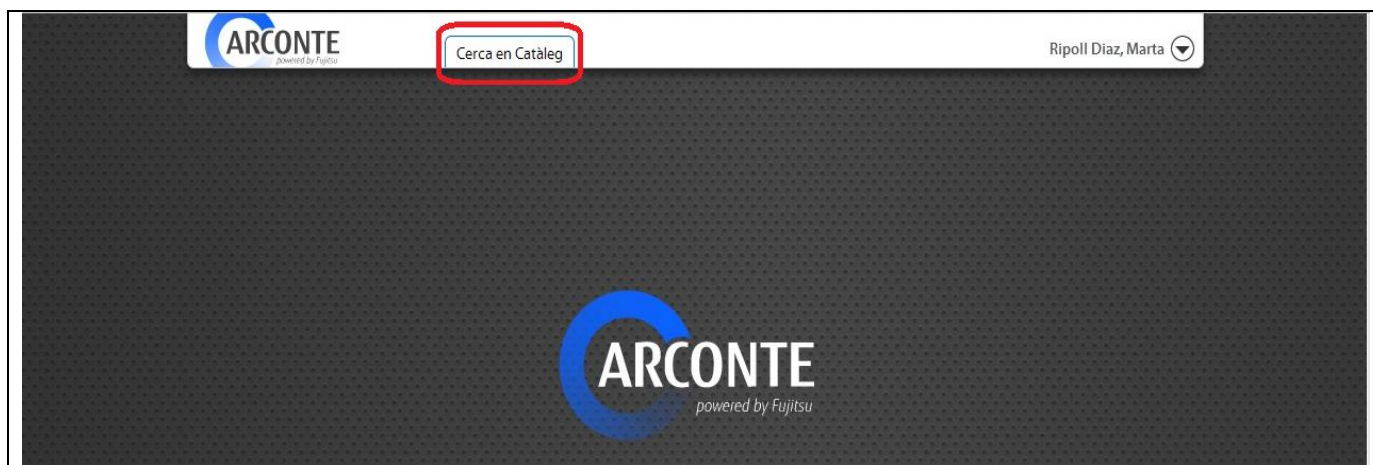 ARCONTE
powered by Fujitsu
Cerca en Catàleg
Ripoll Diaz, Marta
ARCONTE
powered by Fujitsu